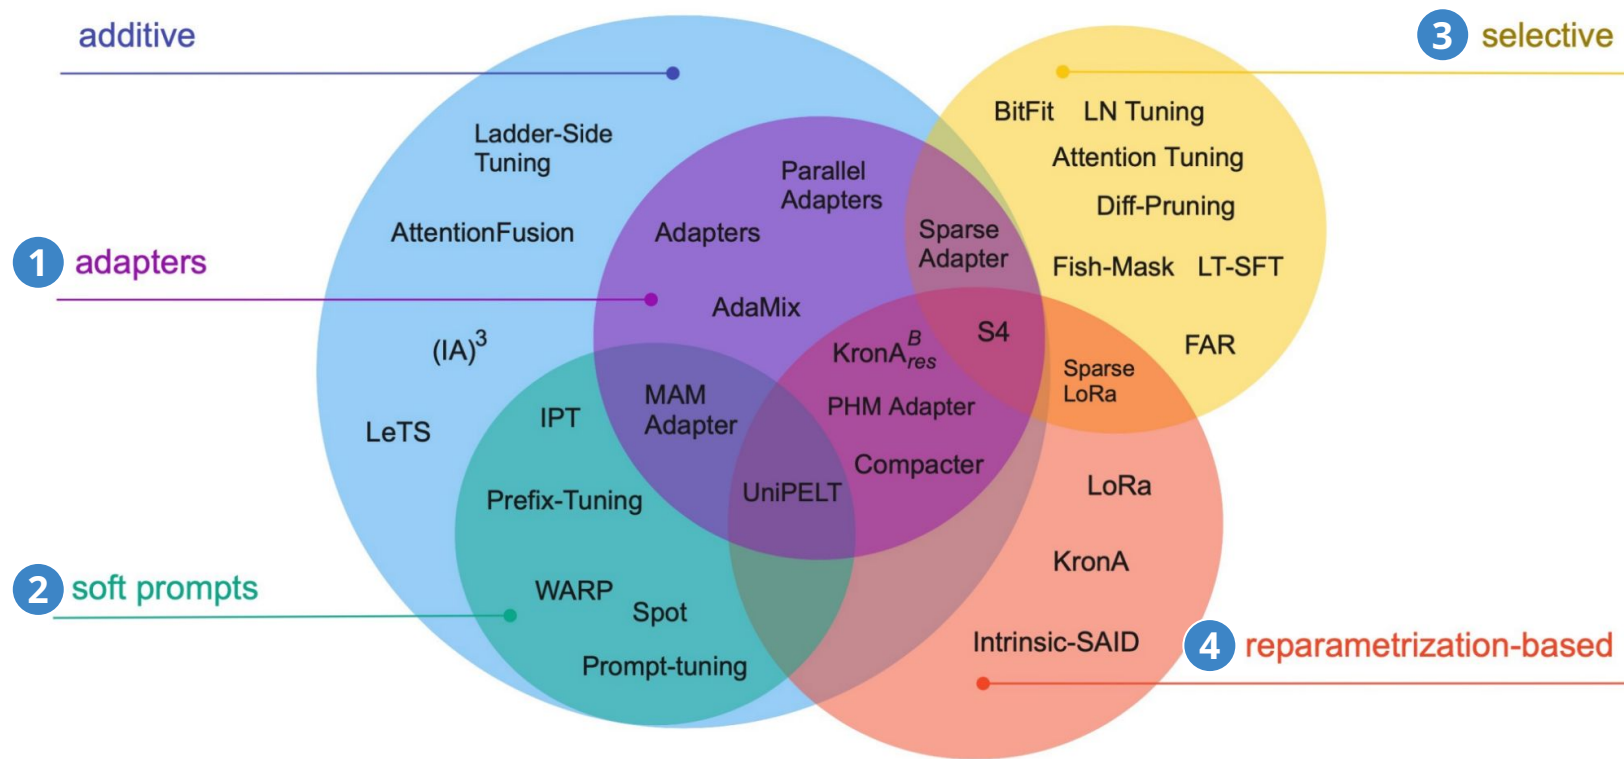 additive
3 selective
BitFit LN Tuning
Ladder-Side
Tuning
Attention Tuning
Parallel
Adapters
Diff-Pruning
AttentionFusion
Adapters
Sparse
Adapter
1 adapters
Fish-Mask LT-SFT
AdaMix
(IA)³
KronA^B_res
S4
FAR
Sparse
LoRa
MAM
Adapter
PHM Adapter
IPT
LeTS
Compacter
Prefix-Tuning
UniPELT
LoRa
KronA
2 soft prompts
WARP
Spot
Intrinsic-SAID
4 reparametrization-based
Prompt-tuning